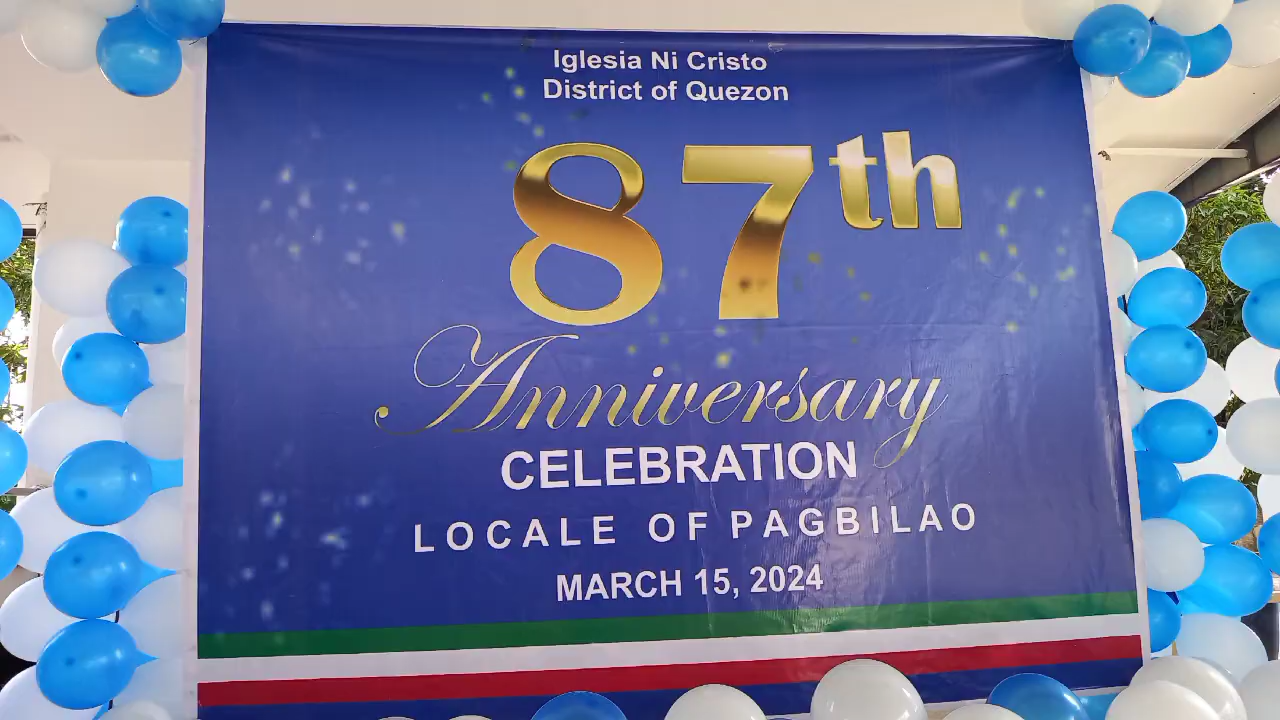 Iglesia Ni Cristo
District of Quezon
87th
Anniversary
CELEBRATION
LOCALE OF PAGBILAO
MARCH 15, 2024